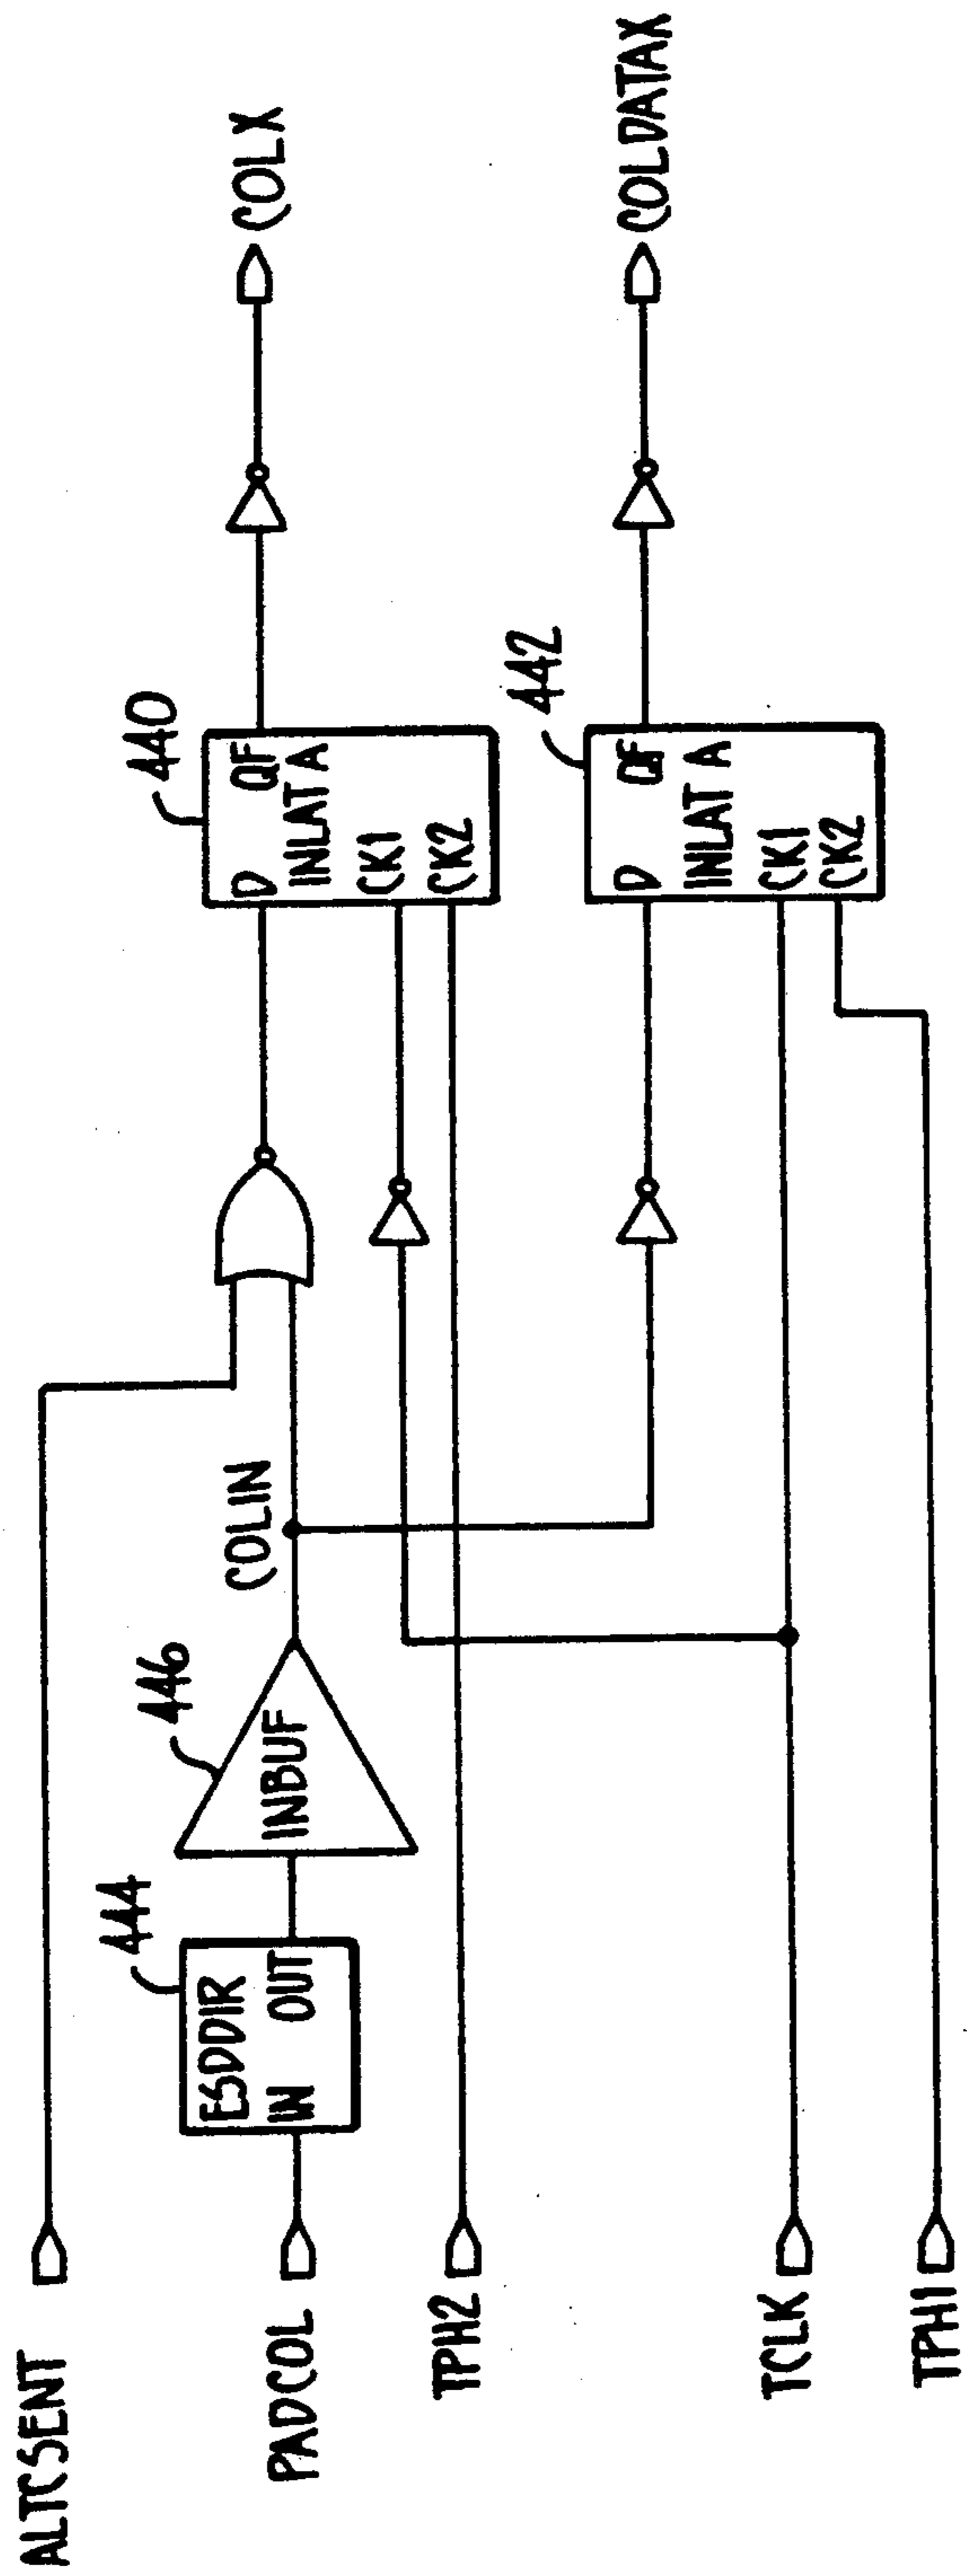 ALTCSENT
PADCOL
444
ESDDIR
IN OUT
446
INBUF
COLIN
440
D QF
INLAT A
CK1
CK2
COLX
TPH2
442
D QF
INLAT A
CK1
CK2
COLDATAX
TCLK
TPH1